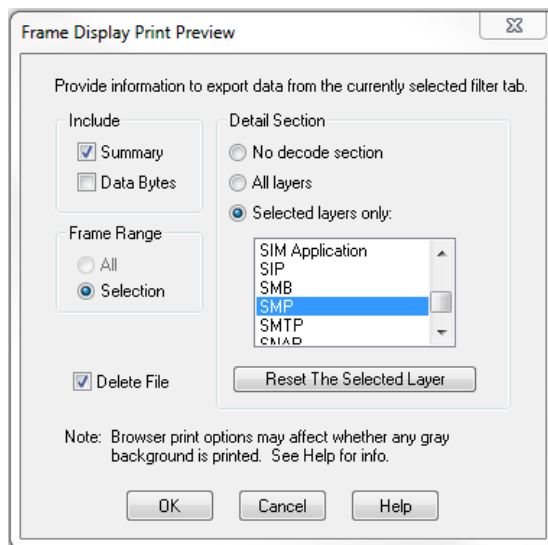 Frame Display Print Preview
Provide information to export data from the currently selected filter tab.
Include
Summary
Data Bytes
Frame Range
All
Selection
Delete File
Detail Section
No decode section
All layers
Selected layers only:
SIM Application
SIP
SMB
SMP
SMTP
SNAP
Reset The Selected Layer
Note: Browser print options may affect whether any gray
background is printed. See Help for info.
OK
Cancel
Help